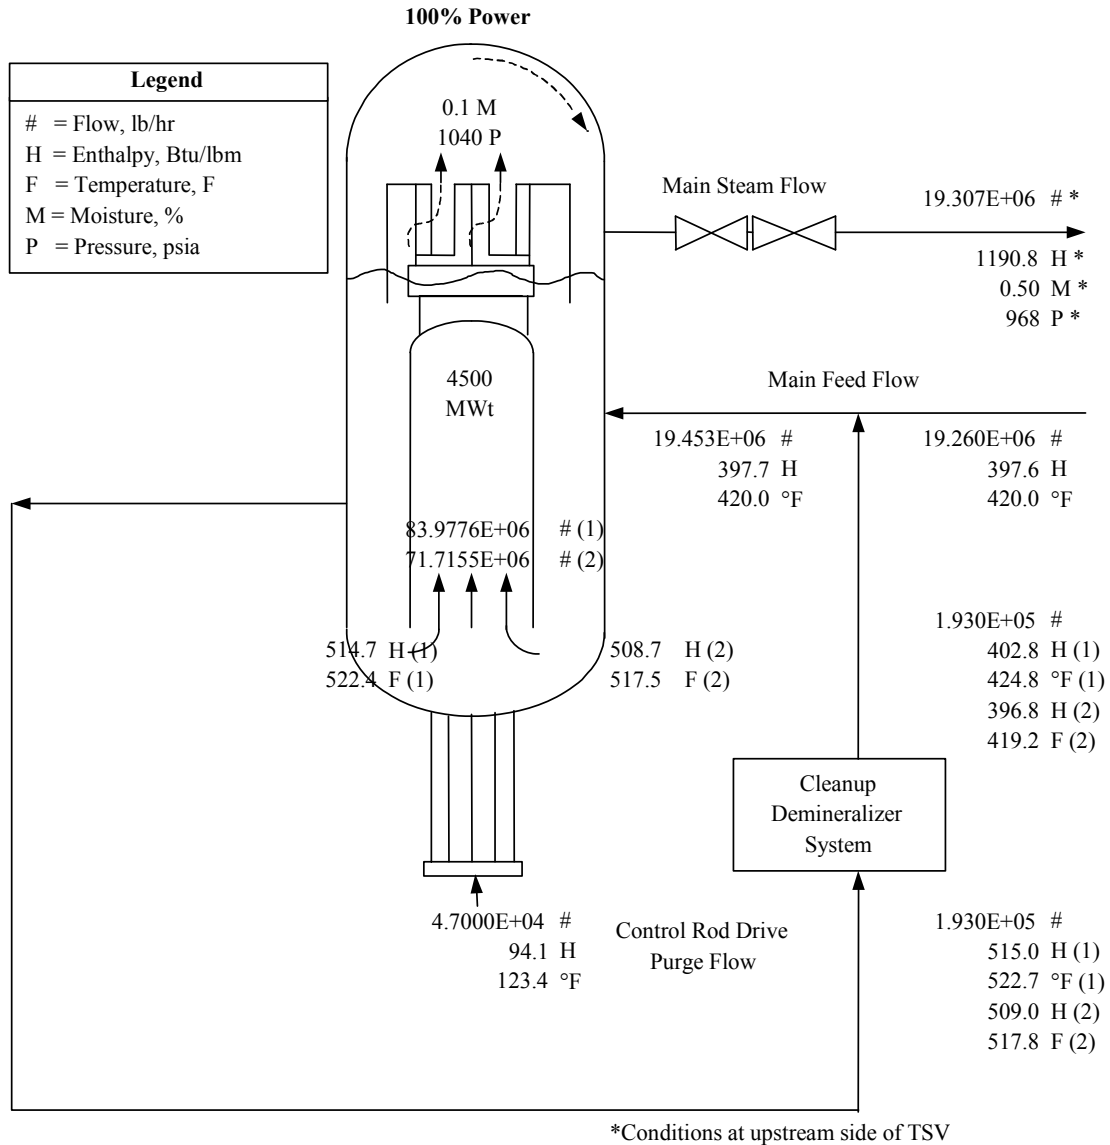 100% Power
Legend
# = Flow, lb/hr
H = Enthalpy, Btu/lbm
F = Temperature, F
M = Moisture, %
P = Pressure, psia
0.1 M
1040 P
Main Steam Flow
19.307E+06 # *
1190.8 H *
0.50 M *
968 P *
4500
MWt
Main Feed Flow
19.453E+06 #
397.7 H
420.0 °F
19.260E+06 #
397.6 H
420.0 °F
83.9776E+06 # (1)
71.7155E+06 # (2)
514.7 H (1)
522.4 F (1)
508.7 H (2)
517.5 F (2)
1.930E+05 #
402.8 H (1)
424.8 °F (1)
396.8 H (2)
419.2 F (2)
Cleanup
Demineralizer
System
4.7000E+04 #
94.1 H
123.4 °F
Control Rod Drive
Purge Flow
1.930E+05 #
515.0 H (1)
522.7 °F (1)
509.0 H (2)
517.8 F (2)
*Conditions at upstream side of TSV